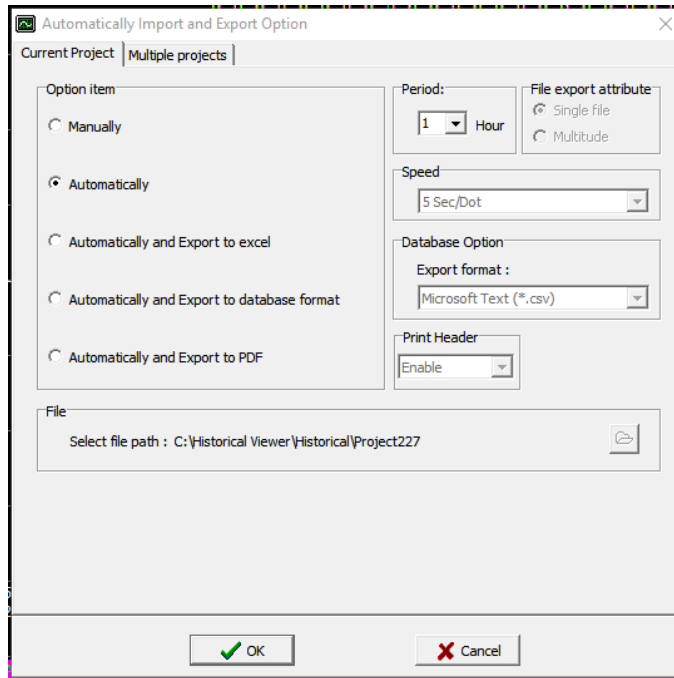 Automatically Import and Export Option
Current Project
Multiple projects
Option item
Manually
Automatically
Automatically and Export to excel
Automatically and Export to database format
Automatically and Export to PDF
Period:
1 Hour
File export attribute
Single file
Multitude
Speed
5 Sec/Dot
Database Option
Export format :
Microsoft Text (*.csv)
Print Header
Enable
File
Select file path : C:\Historical Viewer\Historical\Project227
OK
Cancel